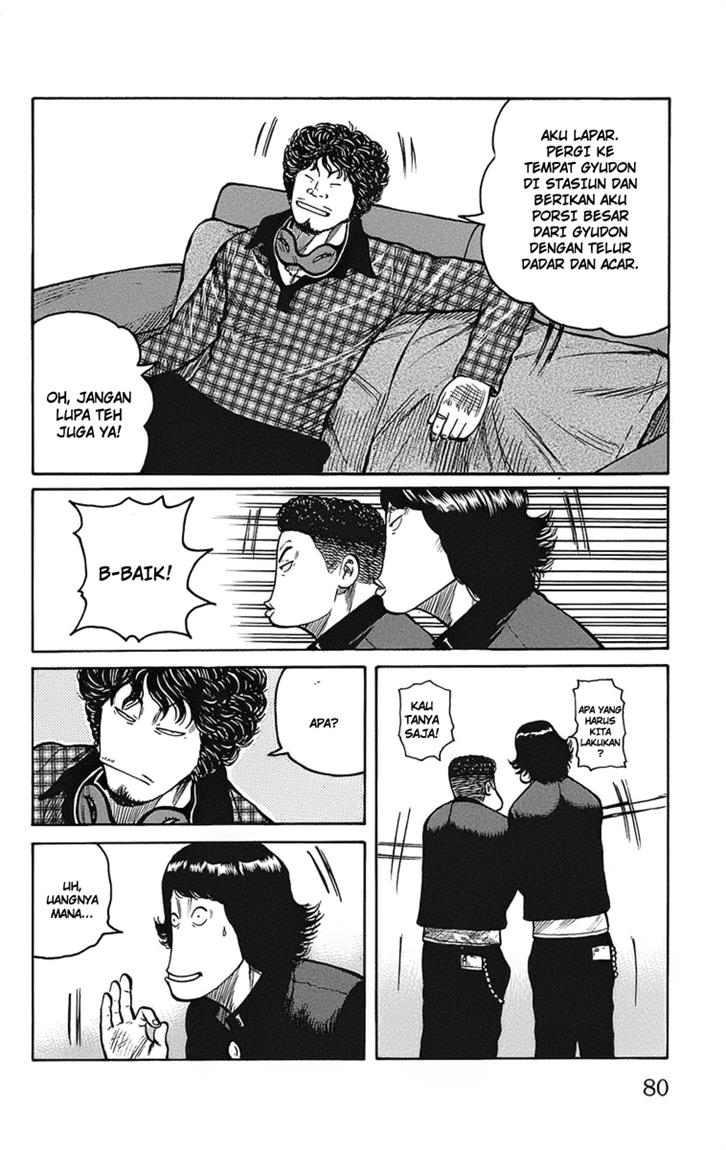 AKU LAPAR.
PERGI KE
TEMPAT GYUDON
DI STASIUN DAN
BERIKAN AKU
PORSI BESAR
DARI GYUDON
DENGAN TELUR
DADAR DAN ACAR.
OH, JANGAN
LUPA TEH
JUGA YA!
B-BAIK!
APA YANG
HARUS
KITA
LAKUKAN
?
KAU
TANYA
SAJA!
APA?
UH,
UANGNYA
MANA...
80